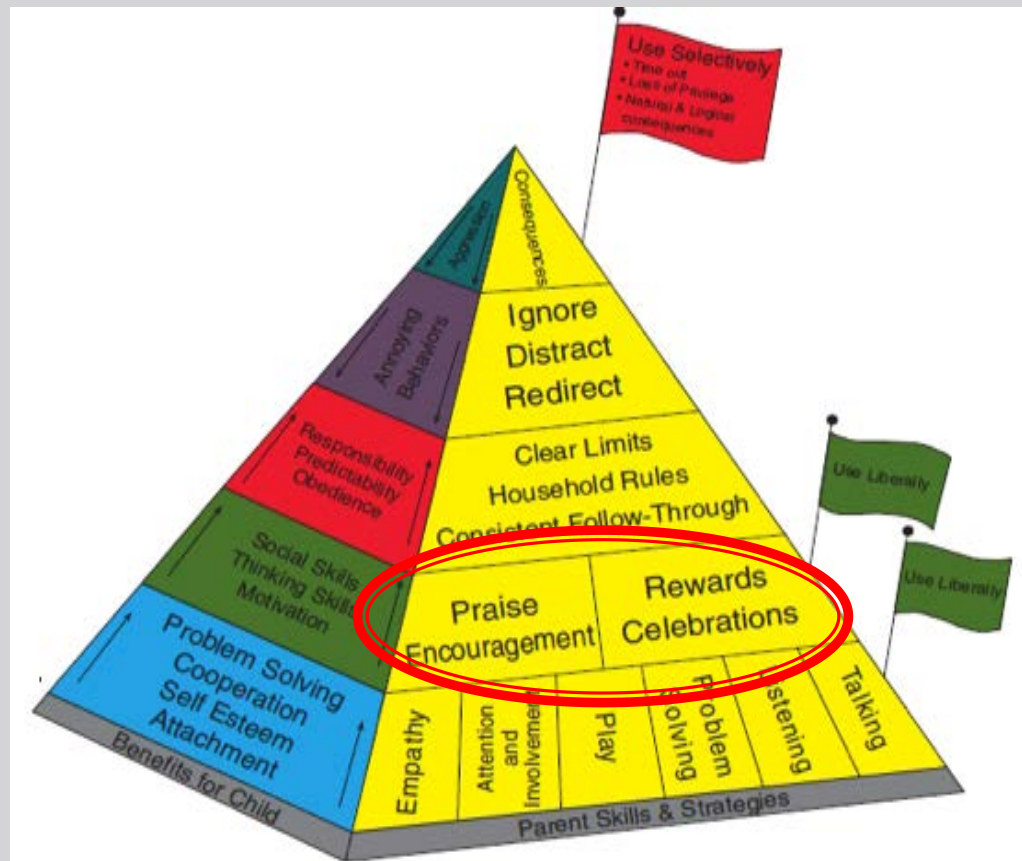 Use Selectively
• Time out
• Loss of Privilege
• Natural & Logical
consequences
Aggression
Consequences
Annoying
Behaviors
Ignore
Distract
Redirect
Responsibility
Predictability
Obedience
Clear Limits
Household Rules
Consistent Follow-Through
Use Liberally
Social Skills
Thinking Skills
Motivation
Praise
Encouragement
Rewards
Celebrations
Use Liberally
Problem Solving
Cooperation
Self Esteem
Attachment
Empathy
Attention
and
Involvement
Play
Problem
Solving
Listening
Talking
Benefits for Child
Parent Skills & Strategies